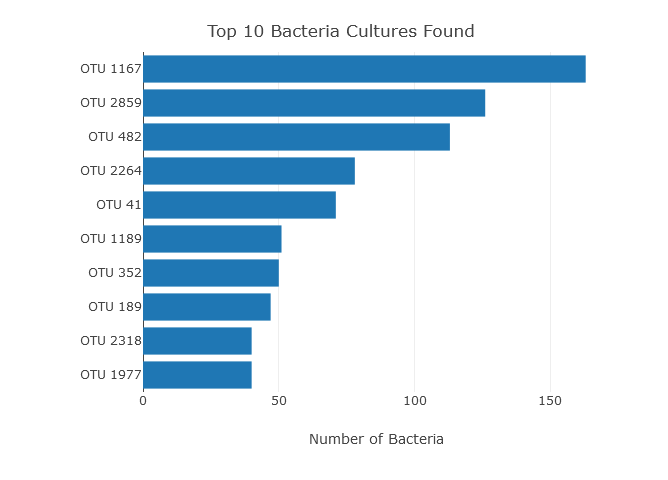 Top 10 Bacteria Cultures Found
OTU 1167
OTU 2859
OTU 482
OTU 2264
OTU 41
OTU 1189
OTU 352
OTU 189
OTU 2318
OTU 1977
0 50 100 150
Number of Bacteria